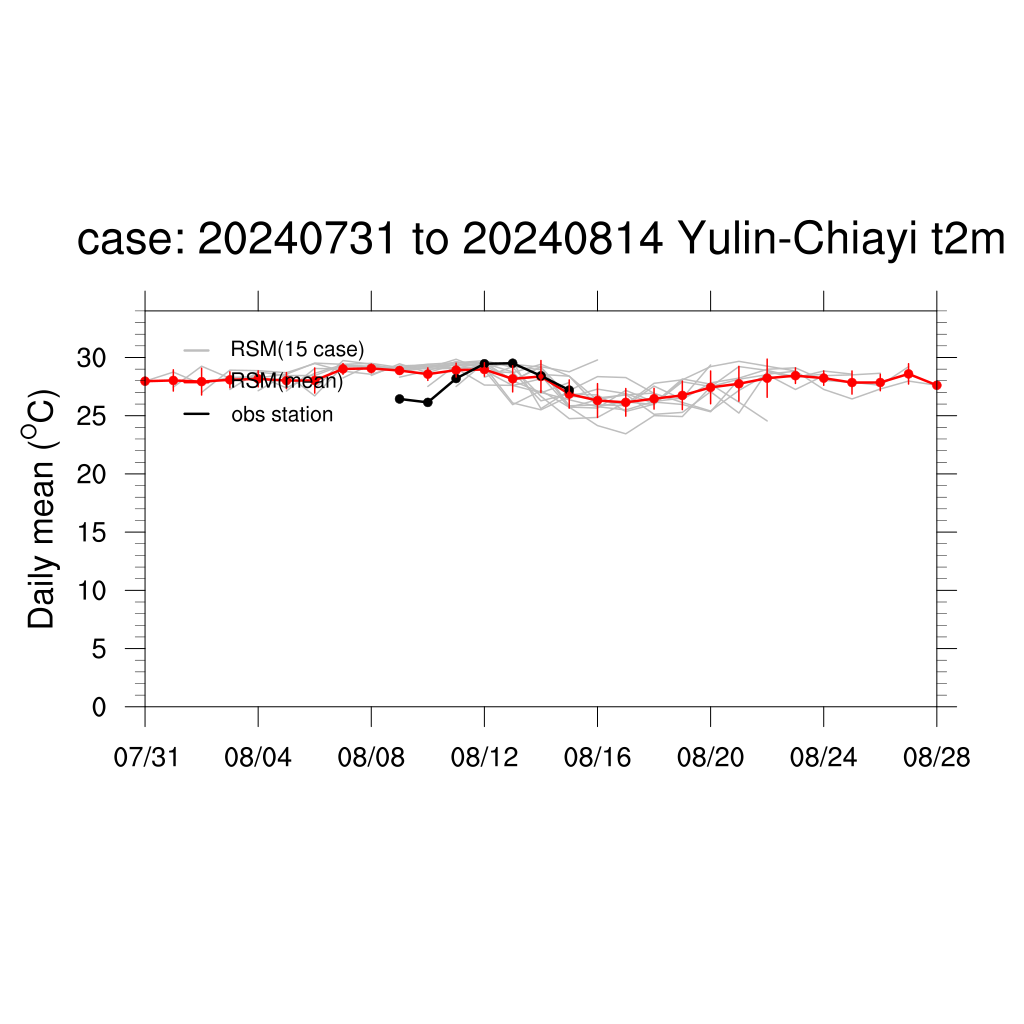 case: 20240731 to 20240814 Yulin-Chiayi t2m
Daily mean (°C)
30
25
20
15
10
5
0
RSM(15 case)
RSM(mean)
obs station
07/31 08/04 08/08 08/12 08/16 08/20 08/24 08/28